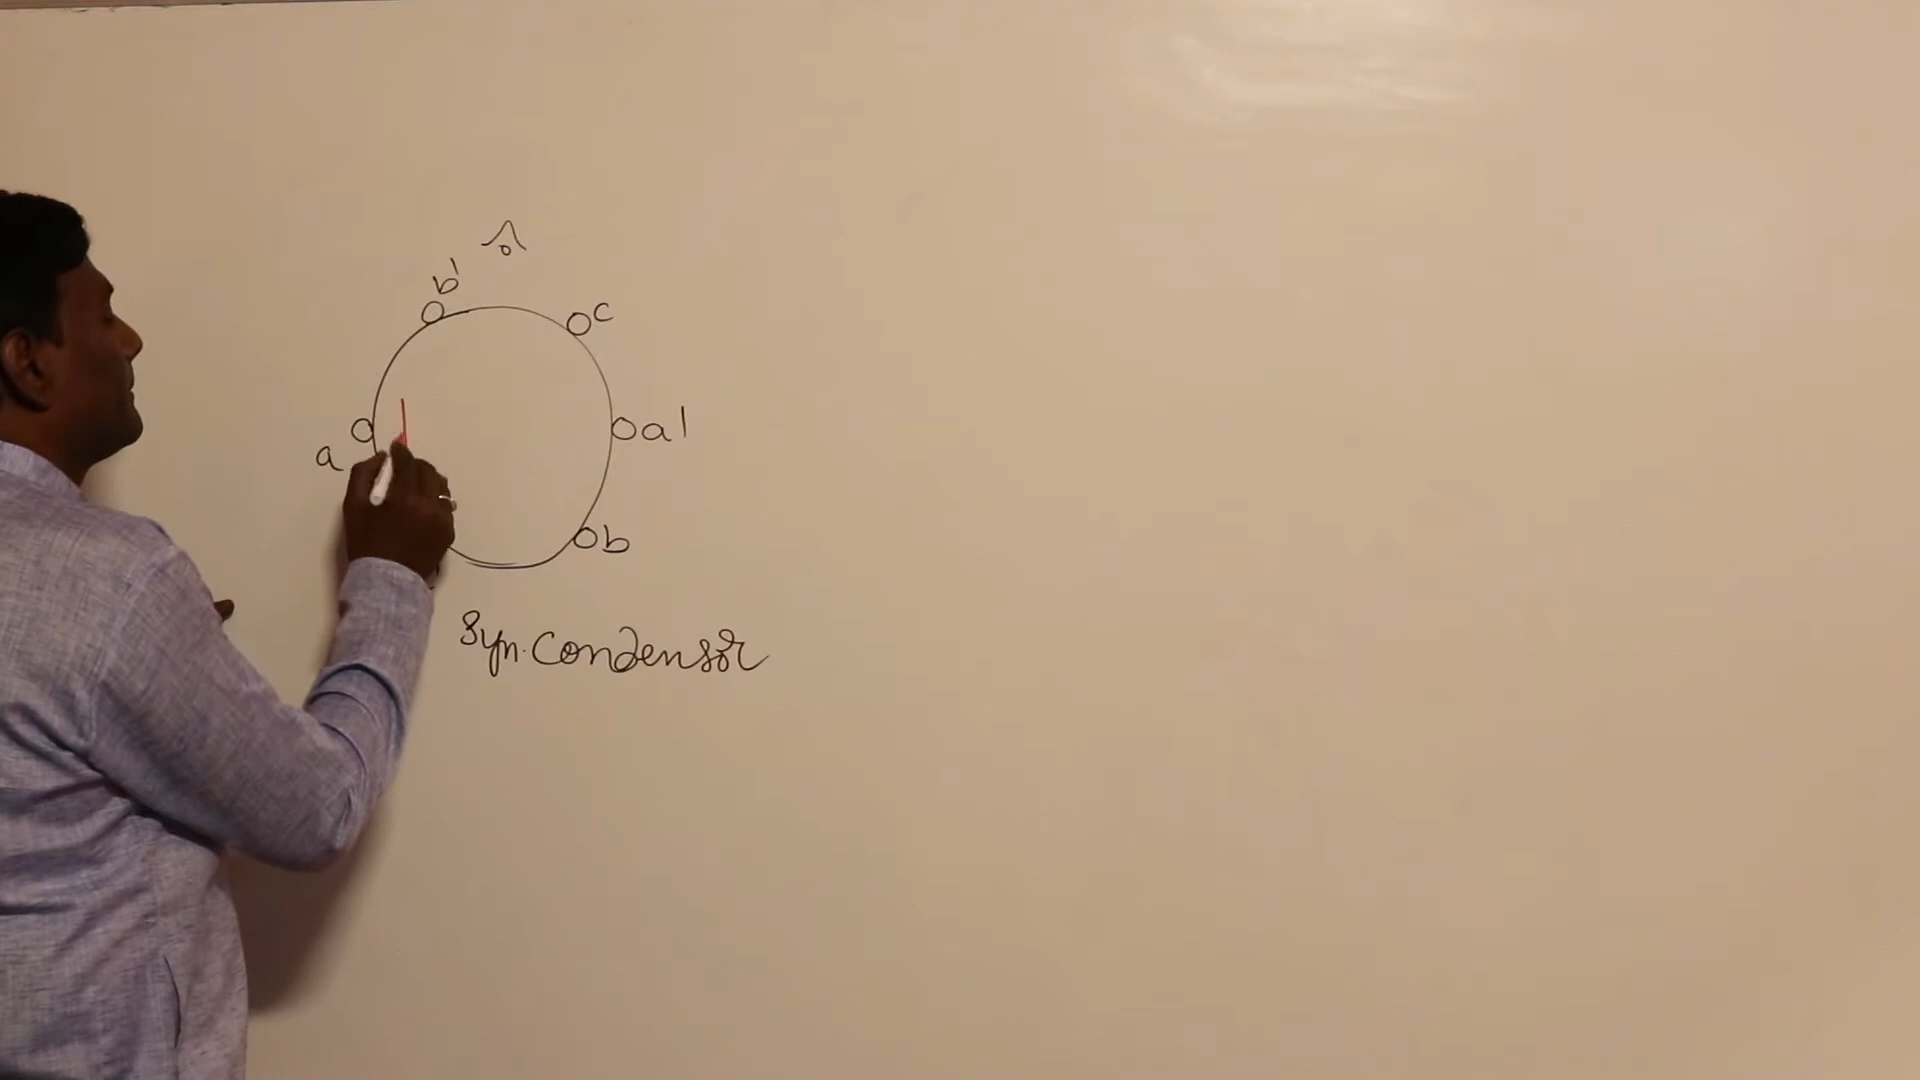 b'
c
a
a'
b
Syn. Condensor